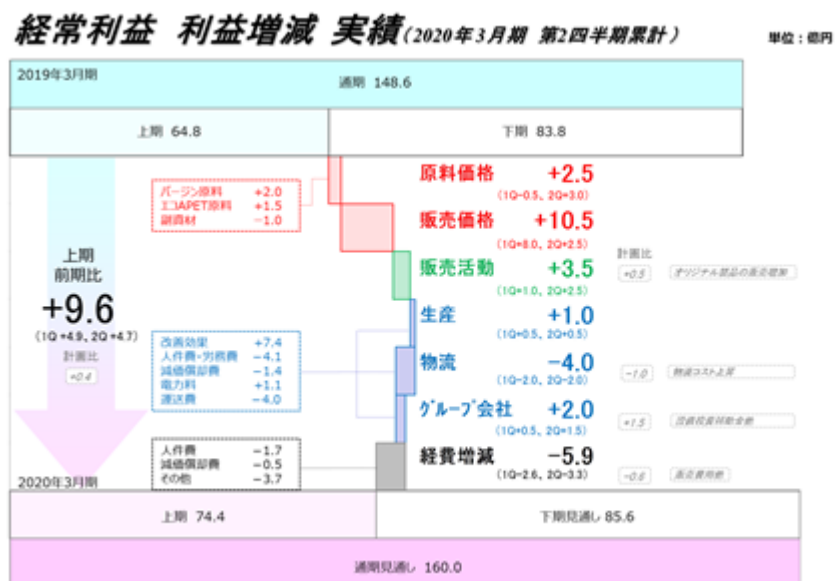 経常利益 利益増減 実績(2020年3月期 第2四半期累計)
単位：億円
2019年3月期
通期 148.6
上期 64.8
下期 83.8
原料価格 +2.5
(1Q-0.5、2Q+3.0)
バージン原料 +2.0
エコAPET原料 +1.5
副資材 -1.0
販売価格 +10.5
(1Q+8.0、2Q+2.5)
上期
前期比
+9.6
(1Q +4.9、2Q +4.7)
計画比
+0.4
販売活動 +3.5
(1Q+1.0、2Q+2.5)
計画比
+0.5 オリジナル製品の販売増加
生産 +1.0
(1Q+0.5、2Q+0.5)
改善効果 +7.4
人件費・労務費 -4.1
減価償却費 -1.4
電力料 +1.1
運送費 -4.0
物流 -4.0
(1Q-2.0、2Q-2.0)
-1.0 物流コスト上昇
グループ会社 +2.0
(1Q+0.5、2Q+1.5)
+1.5
経費増減 -5.9
(1Q-2.6、2Q-3.3)
人件費 -1.7
減価償却費 -0.5
その他 -3.7
-0.6 販売費用他
2020年3月期
上期 74.4
下期見通し 85.6
通期見通し 160.0